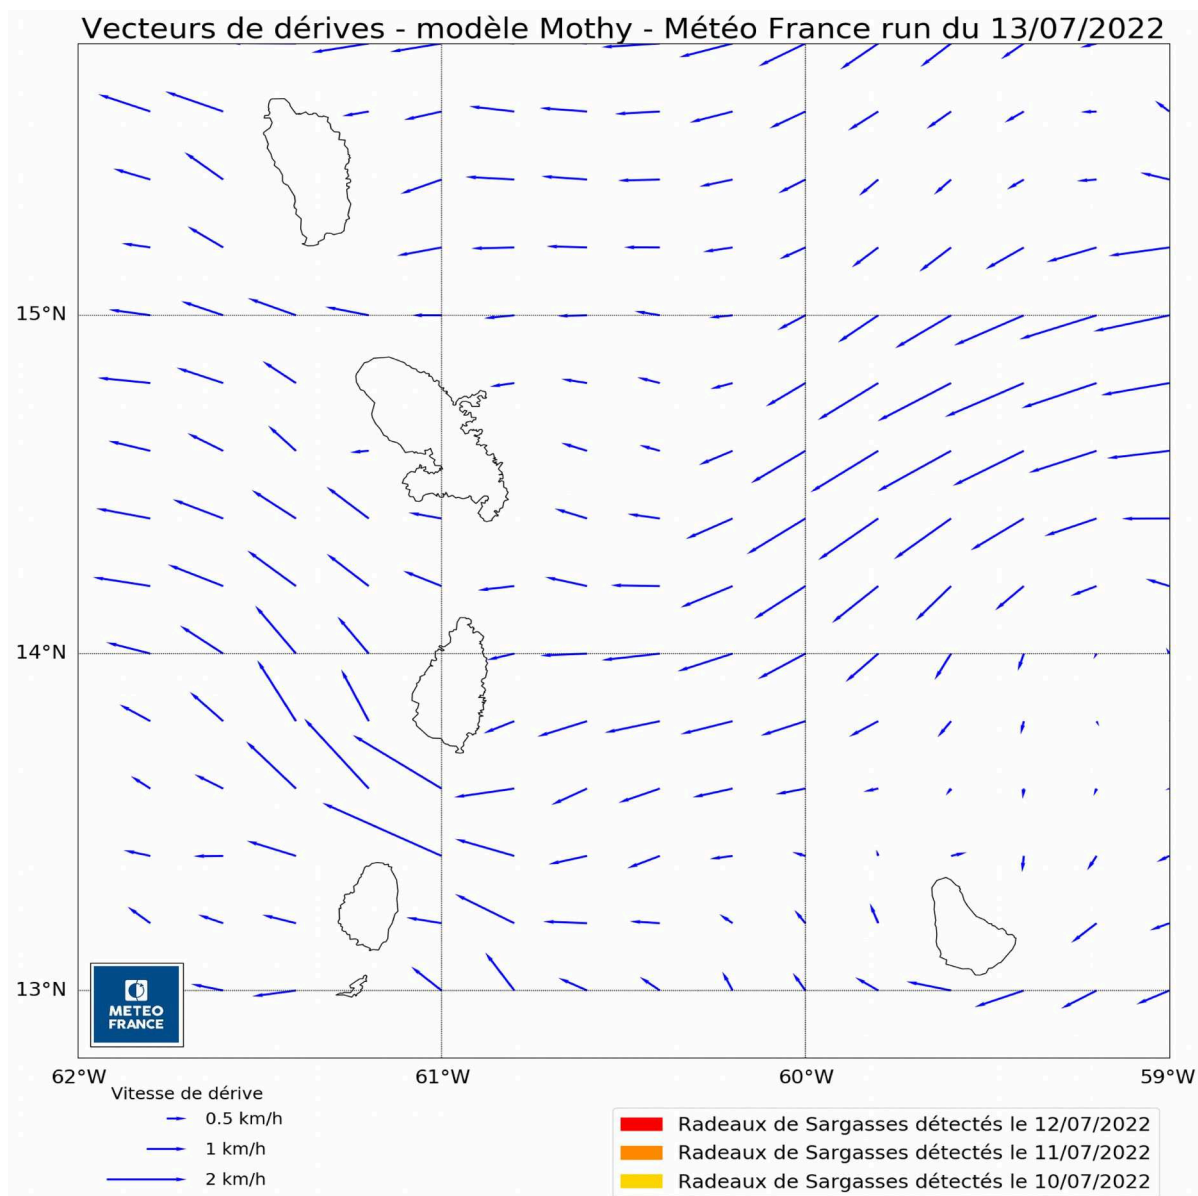 Vecteurs de dérives - modèle Mothy - Météo France run du 13/07/2022
15°N
14°N
13°N
METEO
FRANCE
62°W
61°W
60°W
59°W
Vitesse de dérive
0.5 km/h
1 km/h
2 km/h
Radeaux de Sargasses détectés le 12/07/2022
Radeaux de Sargasses détectés le 11/07/2022
Radeaux de Sargasses détectés le 10/07/2022